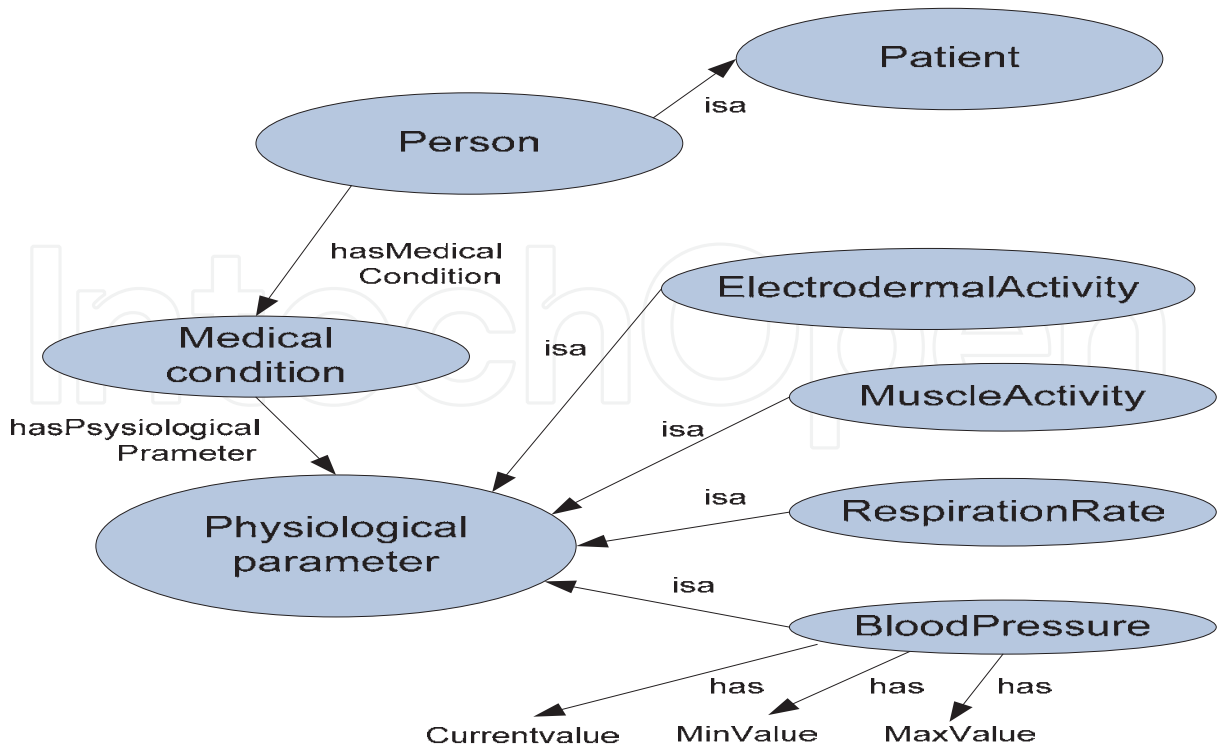 Patient
isa
Person
hasMedical
Condition
IntechOpen
ElectrodermalActivity
Medical
condition
isa
MuscleActivity
hasPsysiological
Prameter
isa
RespirationRate
isa
Physiological
parameter
isa
BloodPressure
has
has
has
Currentvalue
MinValue
MaxValue